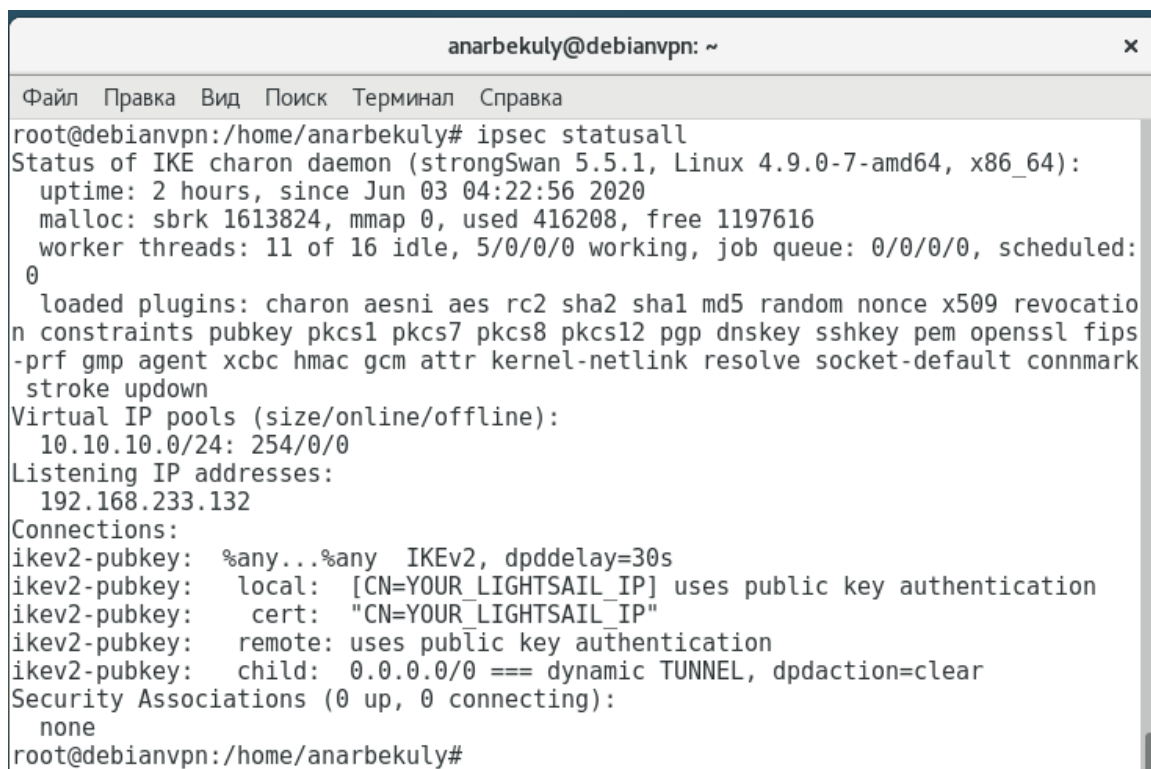 anarbekuly@debianvpn: ~ ×
Файл Правка Вид Поиск Терминал Справка
root@debianvpn:/home/anarbekuly# ipsec statusall
Status of IKE charon daemon (strongSwan 5.5.1, Linux 4.9.0-7-amd64, x86_64):
  uptime: 2 hours, since Jun 03 04:22:56 2020
  malloc: sbrk 1613824, mmap 0, used 416208, free 1197616
  worker threads: 11 of 16 idle, 5/0/0/0 working, job queue: 0/0/0/0, scheduled:
 0
  loaded plugins: charon aesni aes rc2 sha2 sha1 md5 random nonce x509 revocatio
n constraints pubkey pkcs1 pkcs7 pkcs8 pkcs12 pgp dnskey sshkey pem openssl fips
-prf gmp agent xcbc hmac gcm attr kernel-netlink resolve socket-default connmark
 stroke updown
Virtual IP pools (size/online/offline):
  10.10.10.0/24: 254/0/0
Listening IP addresses:
  192.168.233.132
Connections:
ikev2-pubkey:  %any...%any  IKEv2, dpddelay=30s
ikev2-pubkey:   local:  [CN=YOUR_LIGHTSAIL_IP] uses public key authentication
ikev2-pubkey:    cert:  "CN=YOUR_LIGHTSAIL_IP"
ikev2-pubkey:   remote: uses public key authentication
ikev2-pubkey:   child:  0.0.0.0/0 === dynamic TUNNEL, dpdaction=clear
Security Associations (0 up, 0 connecting):
  none
root@debianvpn:/home/anarbekuly#